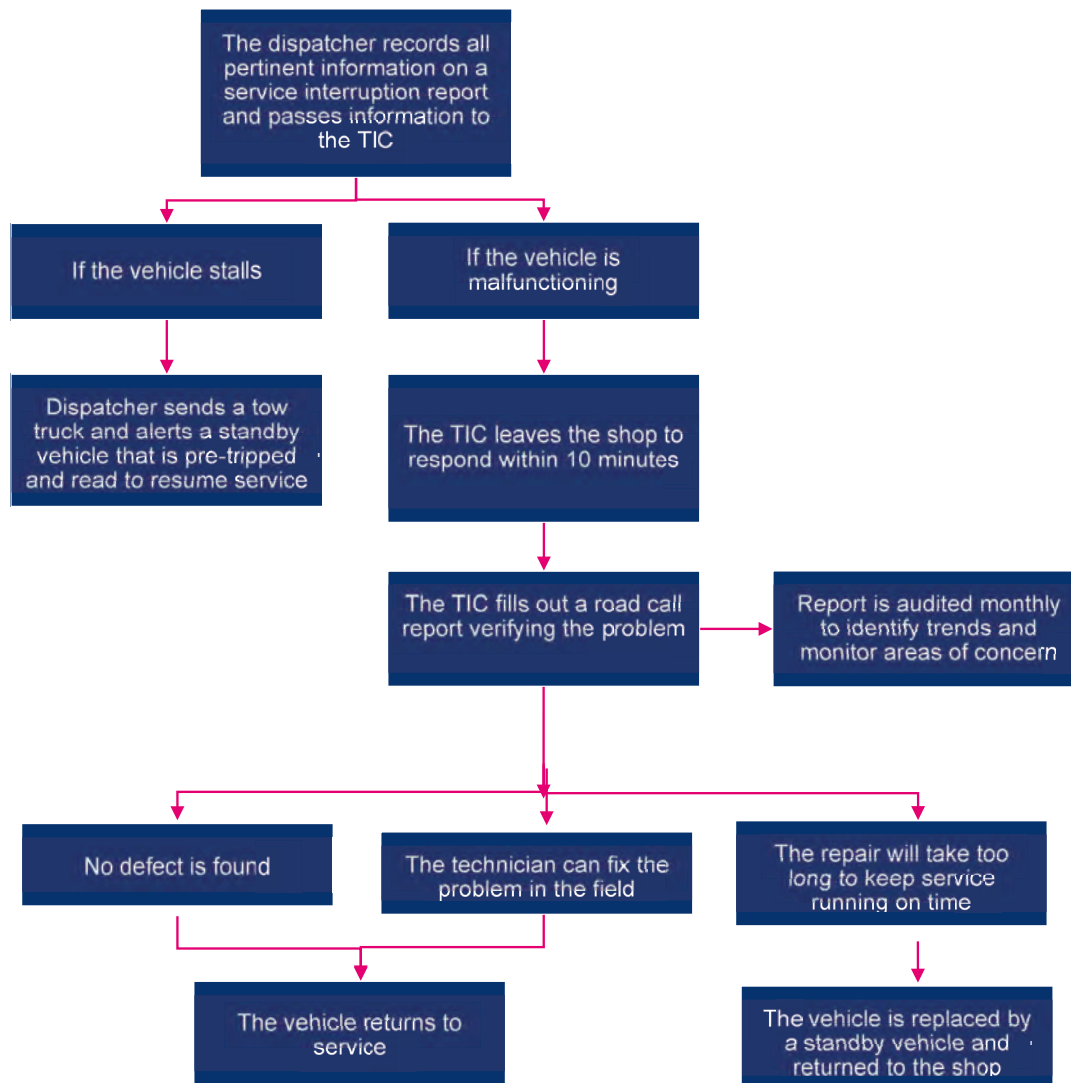 The dispatcher records all
pertinent information on a
service interruption report
and passes information to
the TIC
If the vehicle stalls
If the vehicle is
malfunctioning
Dispatcher sends a tow
truck and alerts a standby
vehicle that is pre-tripped
and read to resume service
The TIC leaves the shop to
respond within 10 minutes
The TIC fills out a road call
report verifying the problem
Report is audited monthly
to identify trends and
monitor areas of concern
No defect is found
The technician can fix the
problem in the field
The repair will take too
long to keep service
running on time
The vehicle returns to
service
The vehicle is replaced by
a standby vehicle and
returned to the shop